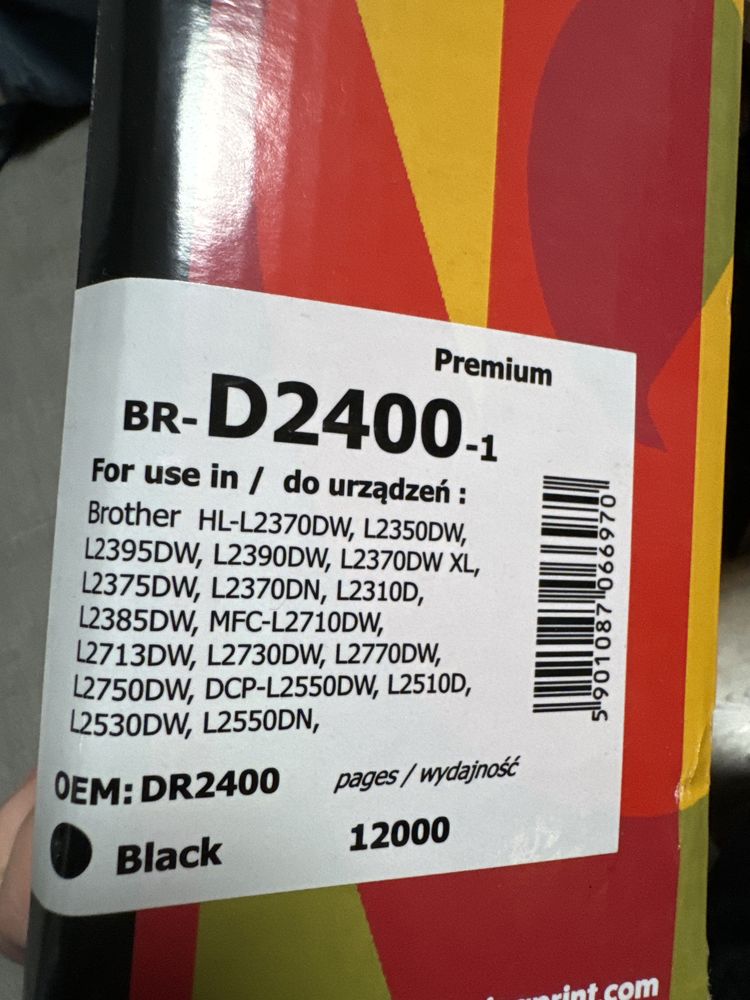 Premium
BR-D2400-1
For use in / do urządzeń :
Brother HL-L2370DW, L2350DW,
L2395DW, L2390DW, L2370DW XL,
L2375DW, L2370DN, L2310D,
L2385DW, MFC-L2710DW,
L2713DW, L2730DW, L2770DW,
L2750DW, DCP-L2550DW, L2510D,
L2530DW, L2550DN,
5901087066970
OEM: DR2400
pages / wydajność
Black
12000